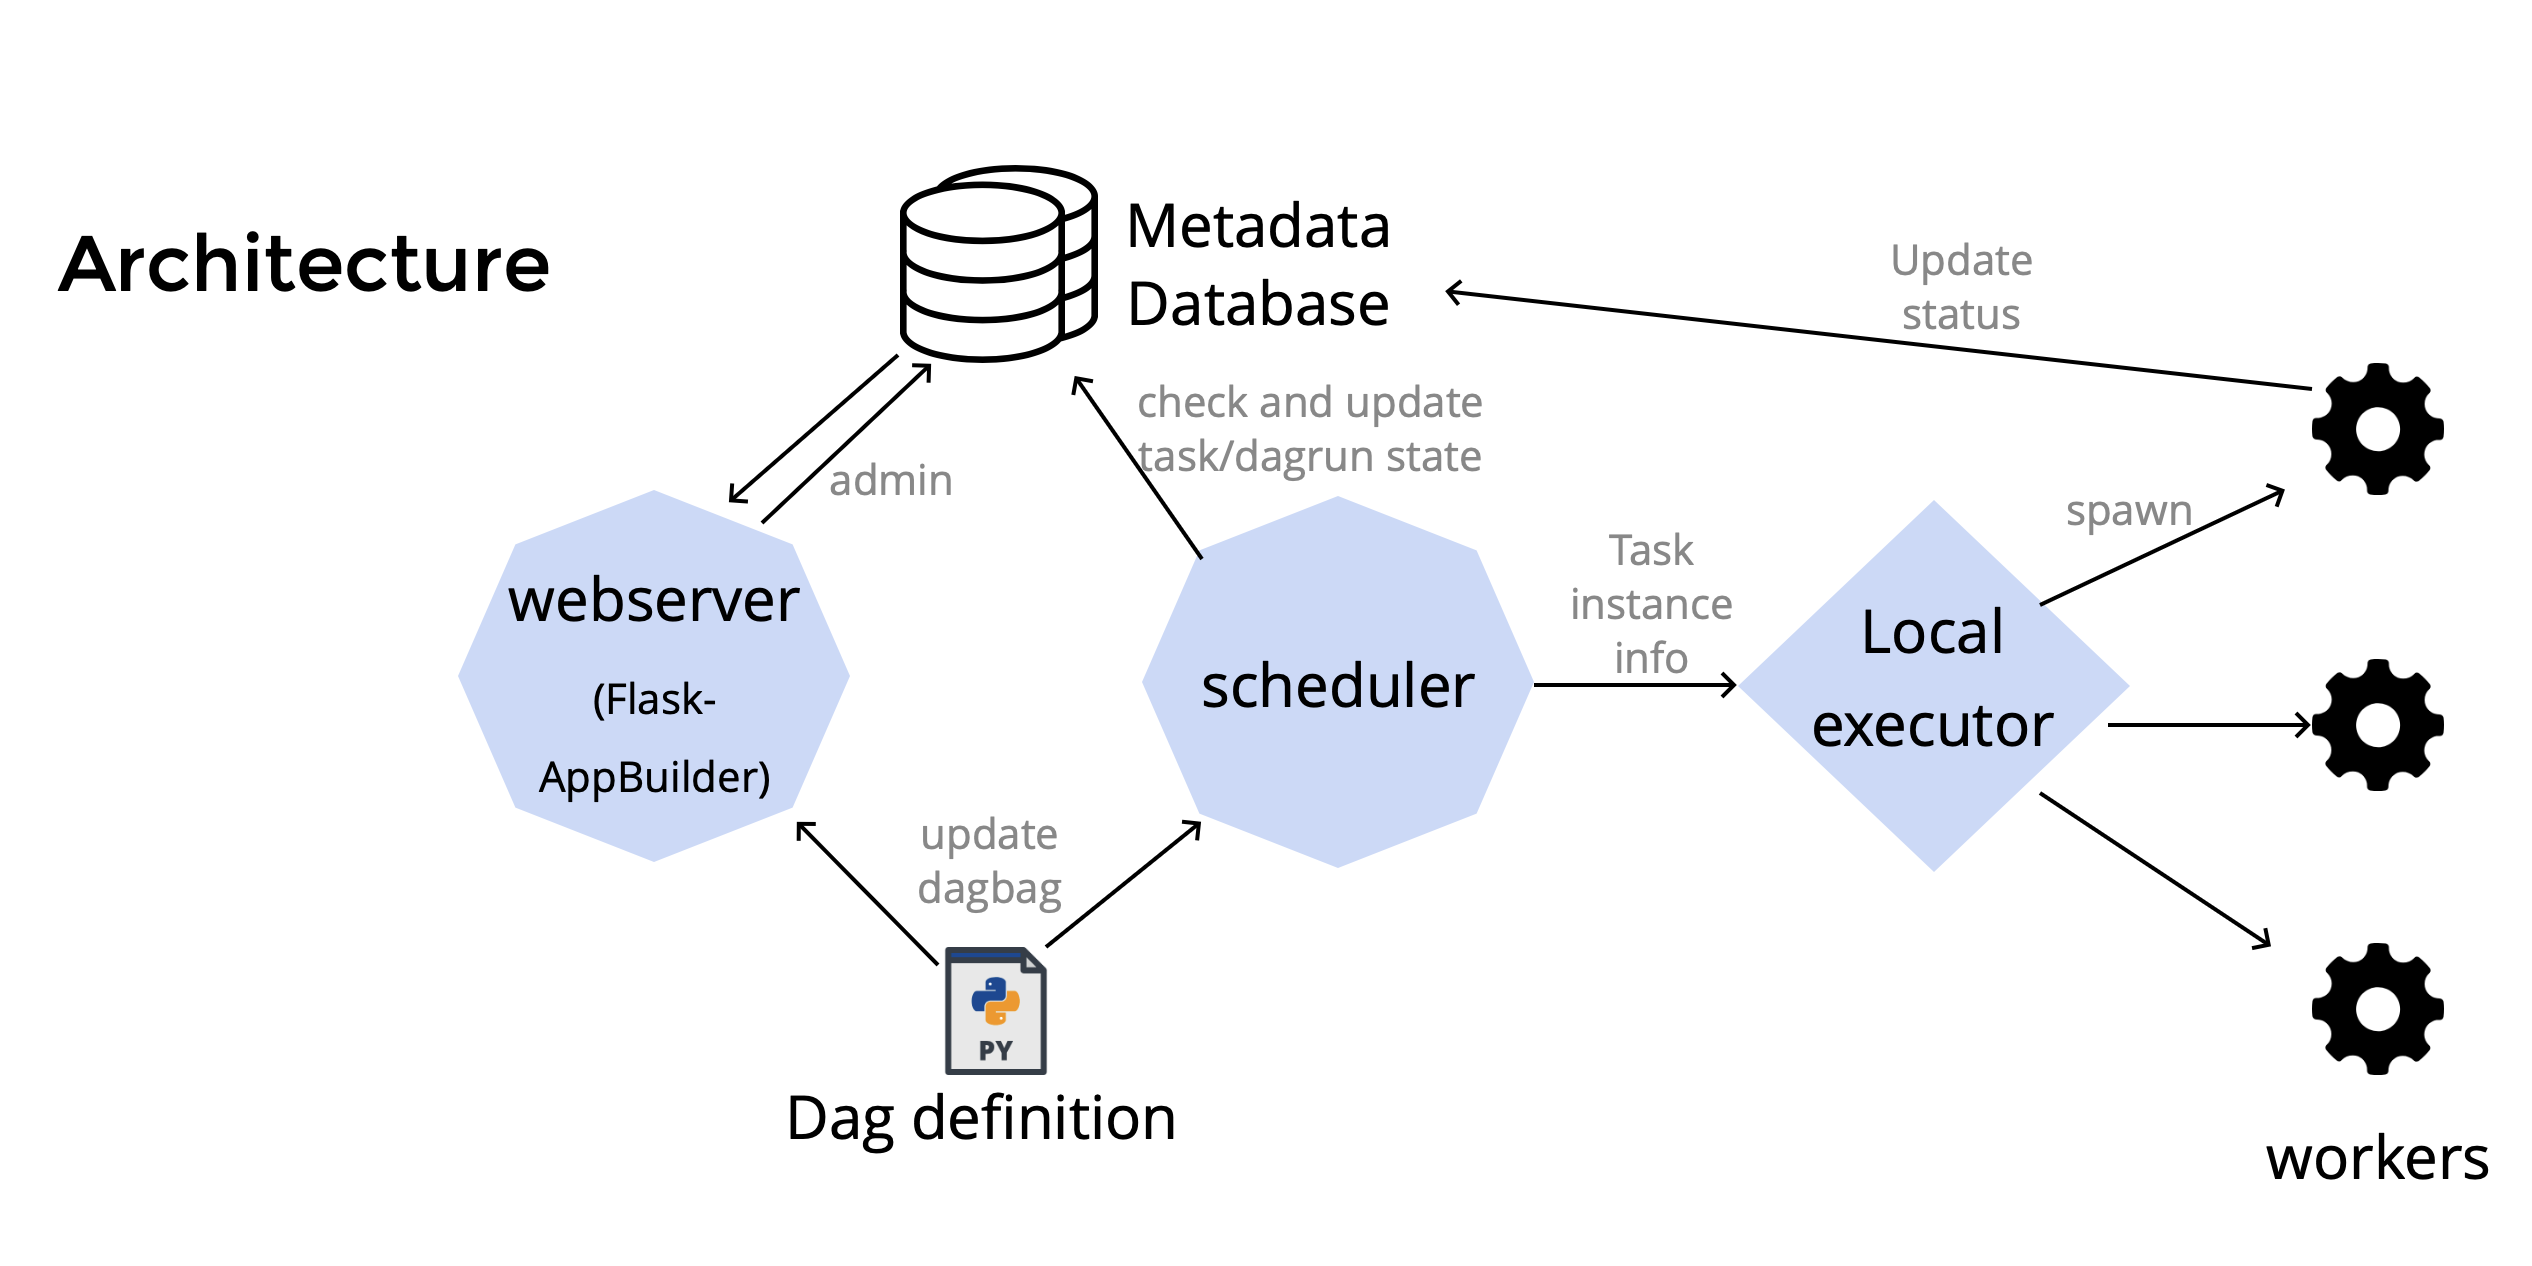 Architecture
Metadata
Database
Update
status
check and update
task/dagrun state
admin
spawn
webserver
(Flask-
AppBuilder)
scheduler
Task
instance
info
Local
executor
update
dagbag
PY
Dag definition
workers